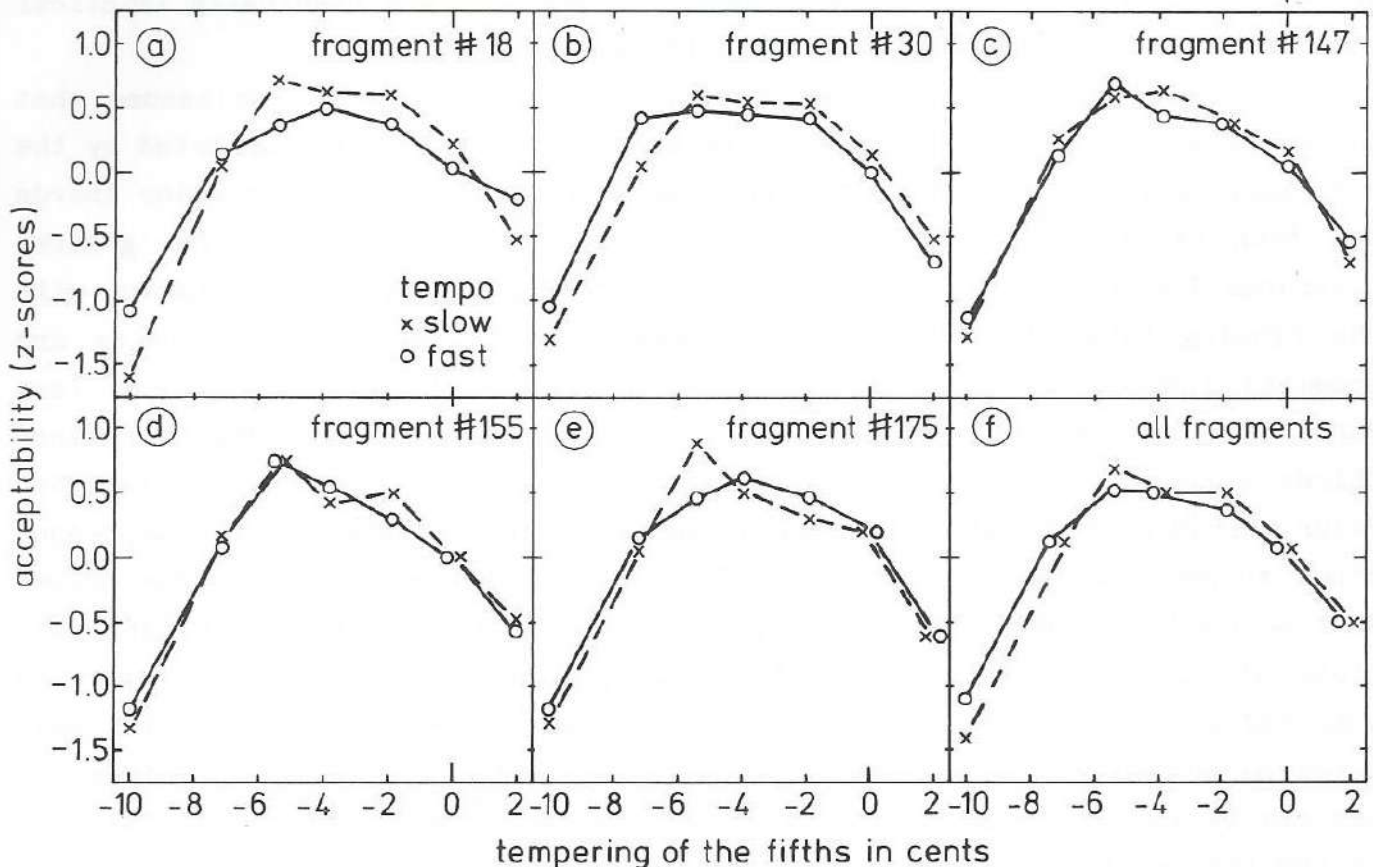 a fragment #18
b fragment #30
c fragment #147
1.0
0.5
0.0
-0.5
-1.0
-1.5
tempo
× slow
o fast
d fragment #155
e fragment #175
f all fragments
1.0
0.5
0.0
-0.5
-1.0
-1.5
acceptability (z-scores)
-10 -8 -6 -4 -2 0 2
-10 -8 -6 -4 -2 0 2
-10 -8 -6 -4 -2 0 2
tempering of the fifths in cents